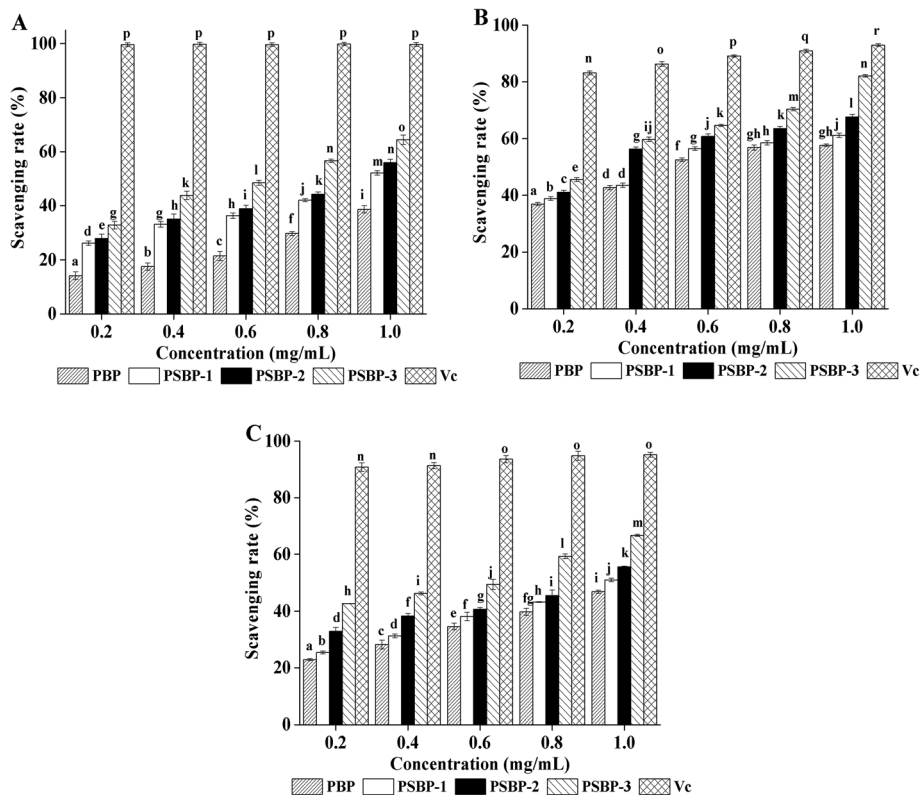 A
Scavenging rate (%)
100
80
60
40
20
0
a d e g p
b g h k p
c h i l p
f j k n p
i m n o p
0.2 0.4 0.6 0.8 1.0
Concentration (mg/mL)
PBP PSBP-1 PSBP-2 PSBP-3 Vc
B
Scavenging rate (%)
100
80
60
40
20
0
a b c e n
d d g ij o
f g j k p
gh h k m q
gh j l n r
0.2 0.4 0.6 0.8 1.0
Concentration (mg/mL)
PBP PSBP-1 PSBP-2 PSBP-3 Vc
C
Scavenging rate (%)
100
80
60
40
20
0
a b d h n
c d f i n
e f g j o
fg h i l o
i j k m o
0.2 0.4 0.6 0.8 1.0
Concentration (mg/mL)
PBP PSBP-1 PSBP-2 PSBP-3 Vc